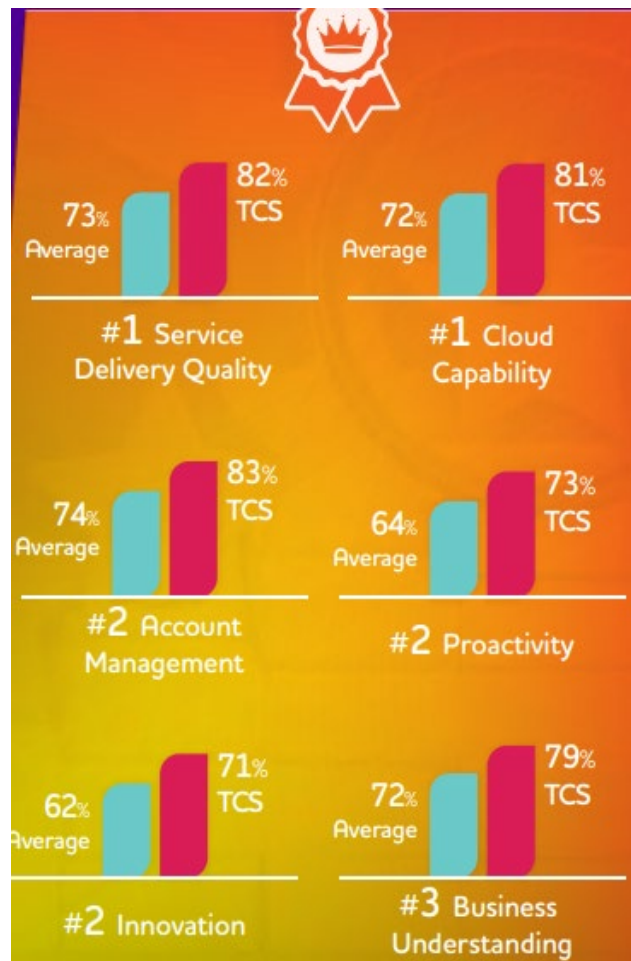 82%
TCS
73%
Average
#1 Service
Delivery Quality
81%
TCS
72%
Average
#1 Cloud
Capability
83%
TCS
74%
Average
#2 Account
Management
73%
TCS
64%
Average
#2 Proactivity
71%
TCS
62%
Average
#2 Innovation
79%
TCS
72%
Average
#3 Business
Understanding